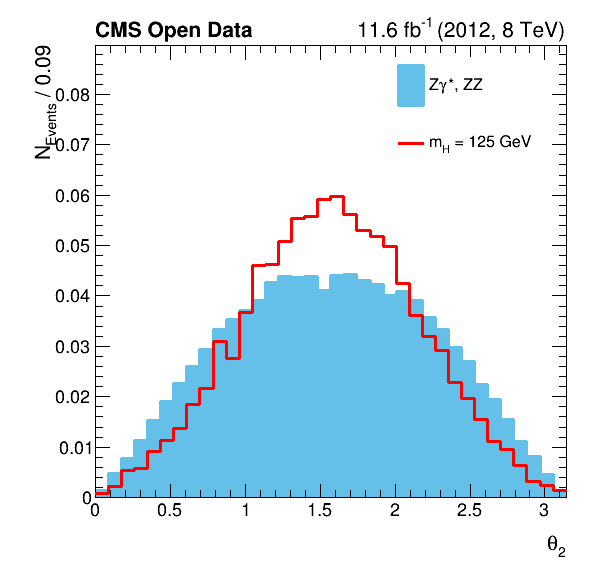 CMS Open Data 11.6 fb⁻¹ (2012, 8 TeV)
N_Events / 0.09
Zγ*, ZZ
m_H = 125 GeV
0.08
0.07
0.06
0.05
0.04
0.03
0.02
0.01
0
0 0.5 1 1.5 2 2.5 3
θ₂